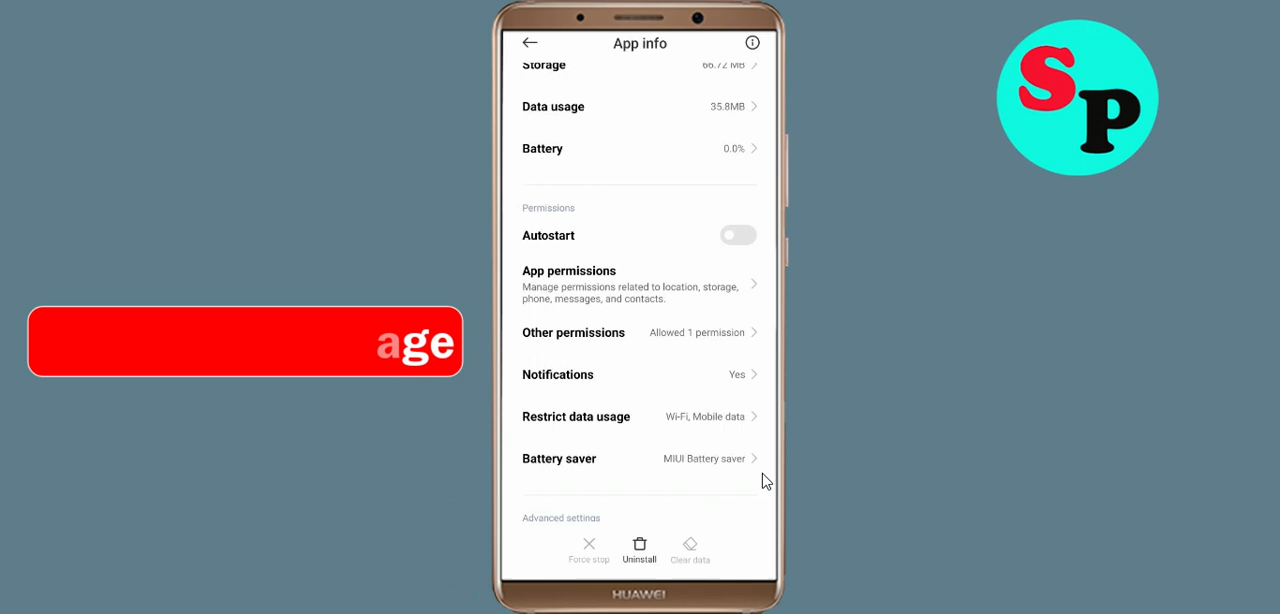 App info
Storage 66.72 MB
Data usage 35.8MB
Battery 0.0%
Permissions
Autostart
App permissions
Manage permissions related to location, storage,
phone, messages, and contacts.
Other permissions Allowed 1 permission
Notifications Yes
Restrict data usage Wi-Fi, Mobile data
Battery saver MIUI Battery saver
Advanced settings
Force stop Uninstall Clear data
HUAWEI
age
SP